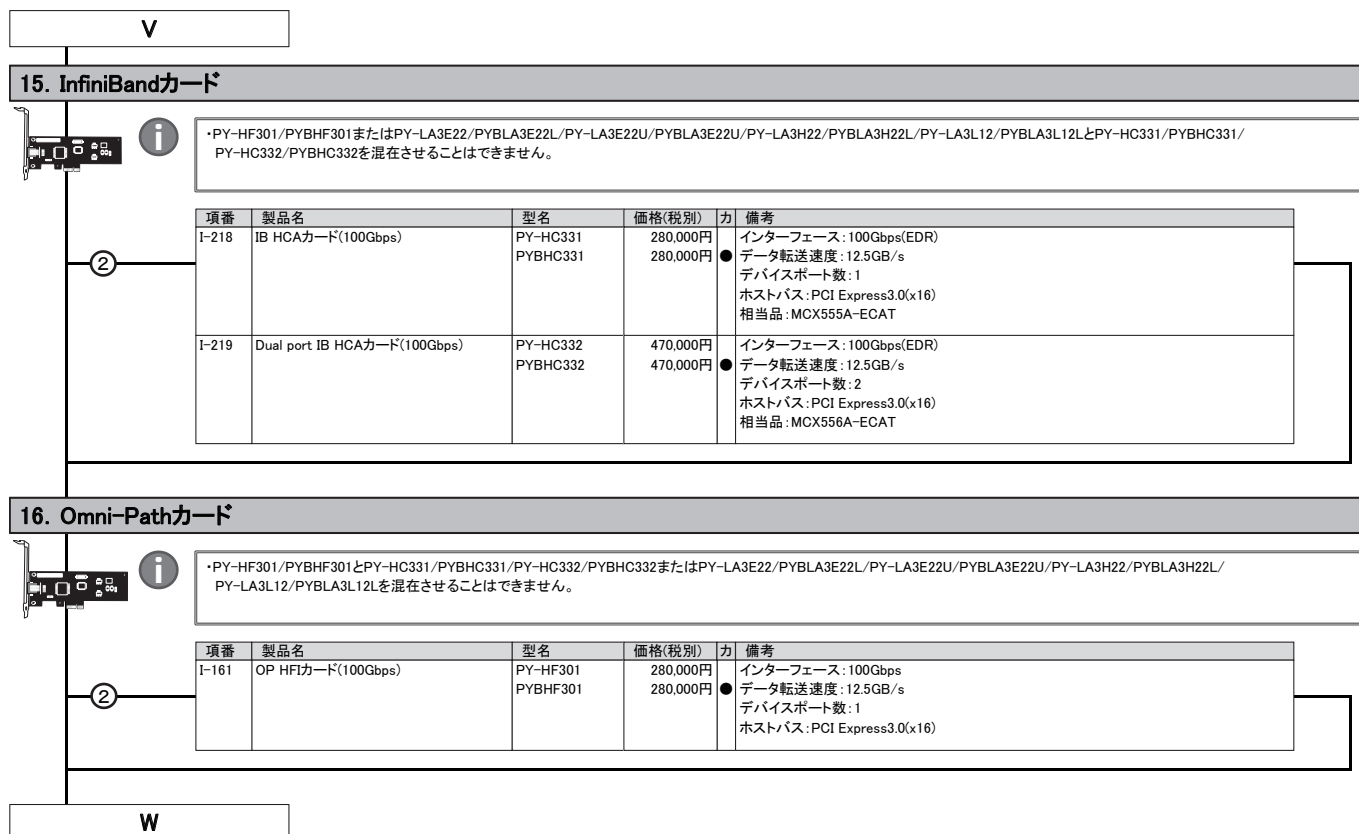 V
15. InfiniBandカード
・PY-HF301/PYBHF301またはPY-LA3E22/PYBLA3E22L/PY-LA3E22U/PYBLA3E22U/PY-LA3H22/PYBLA3H22L/PY-LA3L12/PYBLA3L12LとPY-HC331/PYBHC331/
PY-HC332/PYBHC332を混在させることはできません。
項番 製品名 型名 価格(税別) カ 備考
I-218 IB HCAカード(100Gbps) PY-HC331 280,000円 インターフェース:100Gbps(EDR)
② PYBHC331 280,000円 ● データ転送速度:12.5GB/s
デバイスポート数:1
ホストバス:PCI Express3.0(x16)
相当品:MCX555A-ECAT
I-219 Dual port IB HCAカード(100Gbps) PY-HC332 470,000円 インターフェース:100Gbps(EDR)
PYBHC332 470,000円 ● データ転送速度:12.5GB/s
デバイスポート数:2
ホストバス:PCI Express3.0(x16)
相当品:MCX556A-ECAT
16. Omni-Pathカード
・PY-HF301/PYBHF301とPY-HC331/PYBHC331/PY-HC332/PYBHC332またはPY-LA3E22/PYBLA3E22L/PY-LA3E22U/PYBLA3E22U/PY-LA3H22/PYBLA3H22L/
PY-LA3L12/PYBLA3L12Lを混在させることはできません。
項番 製品名 型名 価格(税別) カ 備考
I-161 OP HFIカード(100Gbps) PY-HF301 280,000円 インターフェース:100Gbps
② PYBHF301 280,000円 ● データ転送速度:12.5GB/s
デバイスポート数:1
ホストバス:PCI Express3.0(x16)
W